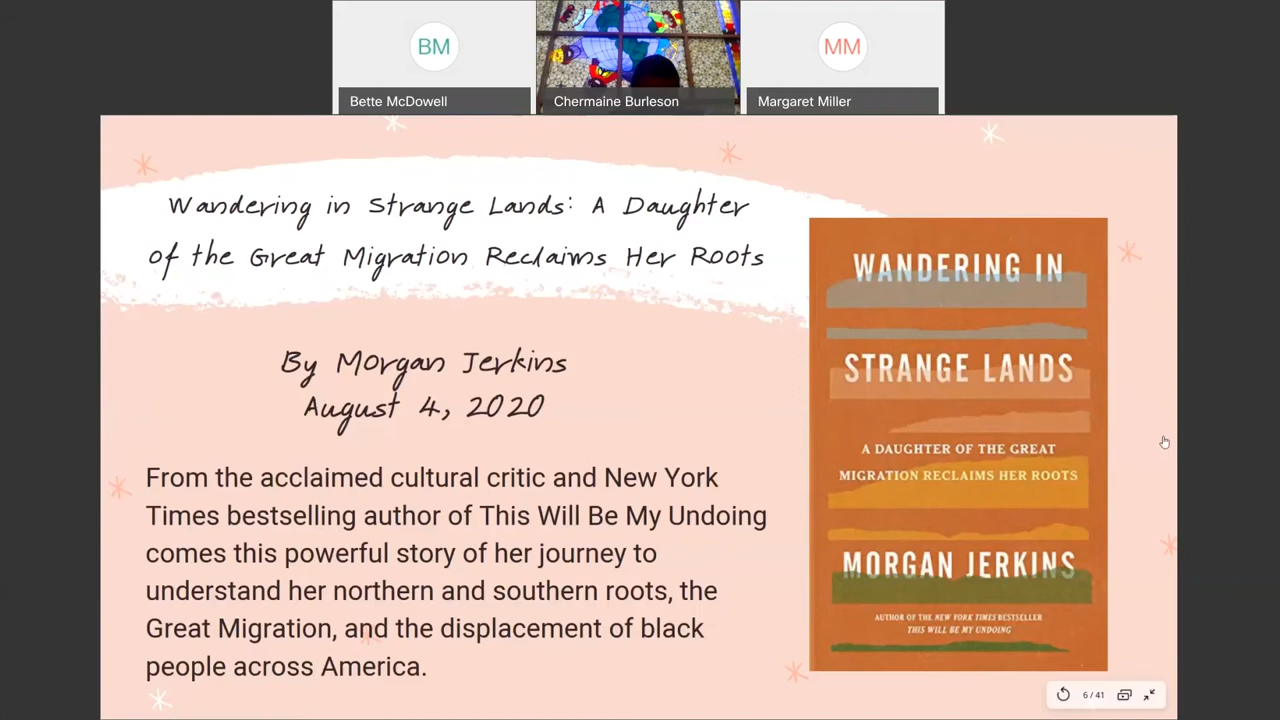 BM
MM
Bette McDowell
Chermaine Burleson
Margaret Miller
Wandering in Strange Lands: A Daughter
of the Great Migration Reclaims Her Roots
By Morgan Jerkins
August 4, 2020
From the acclaimed cultural critic and New York
Times bestselling author of This Will Be My Undoing
comes this powerful story of her journey to
understand her northern and southern roots, the
Great Migration, and the displacement of black
people across America.
WANDERING IN
STRANGE LANDS
A DAUGHTER OF THE GREAT
MIGRATION RECLAIMS HER ROOTS
MORGAN JERKINS
AUTHOR OF THE NEW YORK TIMES BESTSELLER
THIS WILL BE MY UNDOING
6 / 41